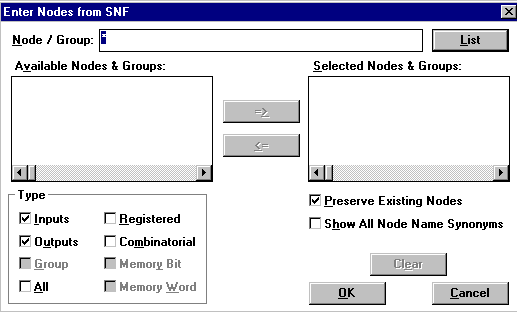 Enter Nodes from SNF
Node / Group: * List
Available Nodes & Groups: Selected Nodes & Groups:
=>
<=
Type
Inputs Registered
Outputs Combinatorial
Group Memory Bit
All Memory Word
Preserve Existing Nodes
Show All Node Name Synonyms
Clear
OK Cancel